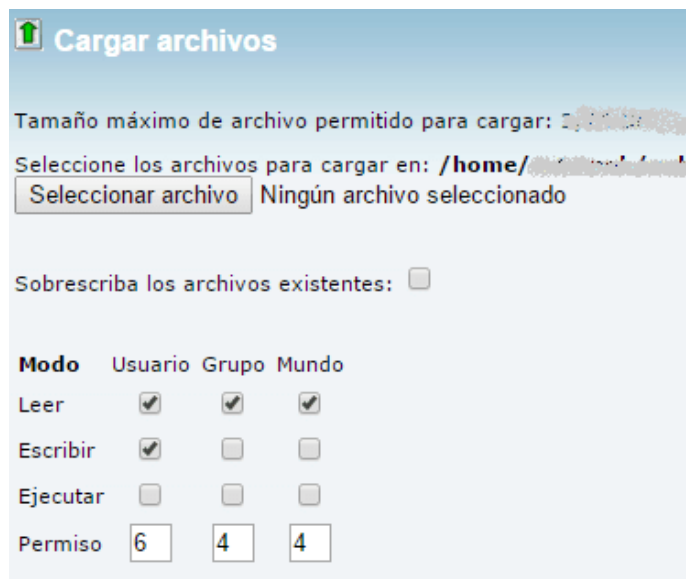 Cargar archivos
Tamaño máximo de archivo permitido para cargar:
Seleccione los archivos para cargar en: /home/
Seleccionar archivo Ningún archivo seleccionado
Sobrescriba los archivos existentes:
Modo Usuario Grupo Mundo
Leer
Escribir
Ejecutar
Permiso 6 4 4